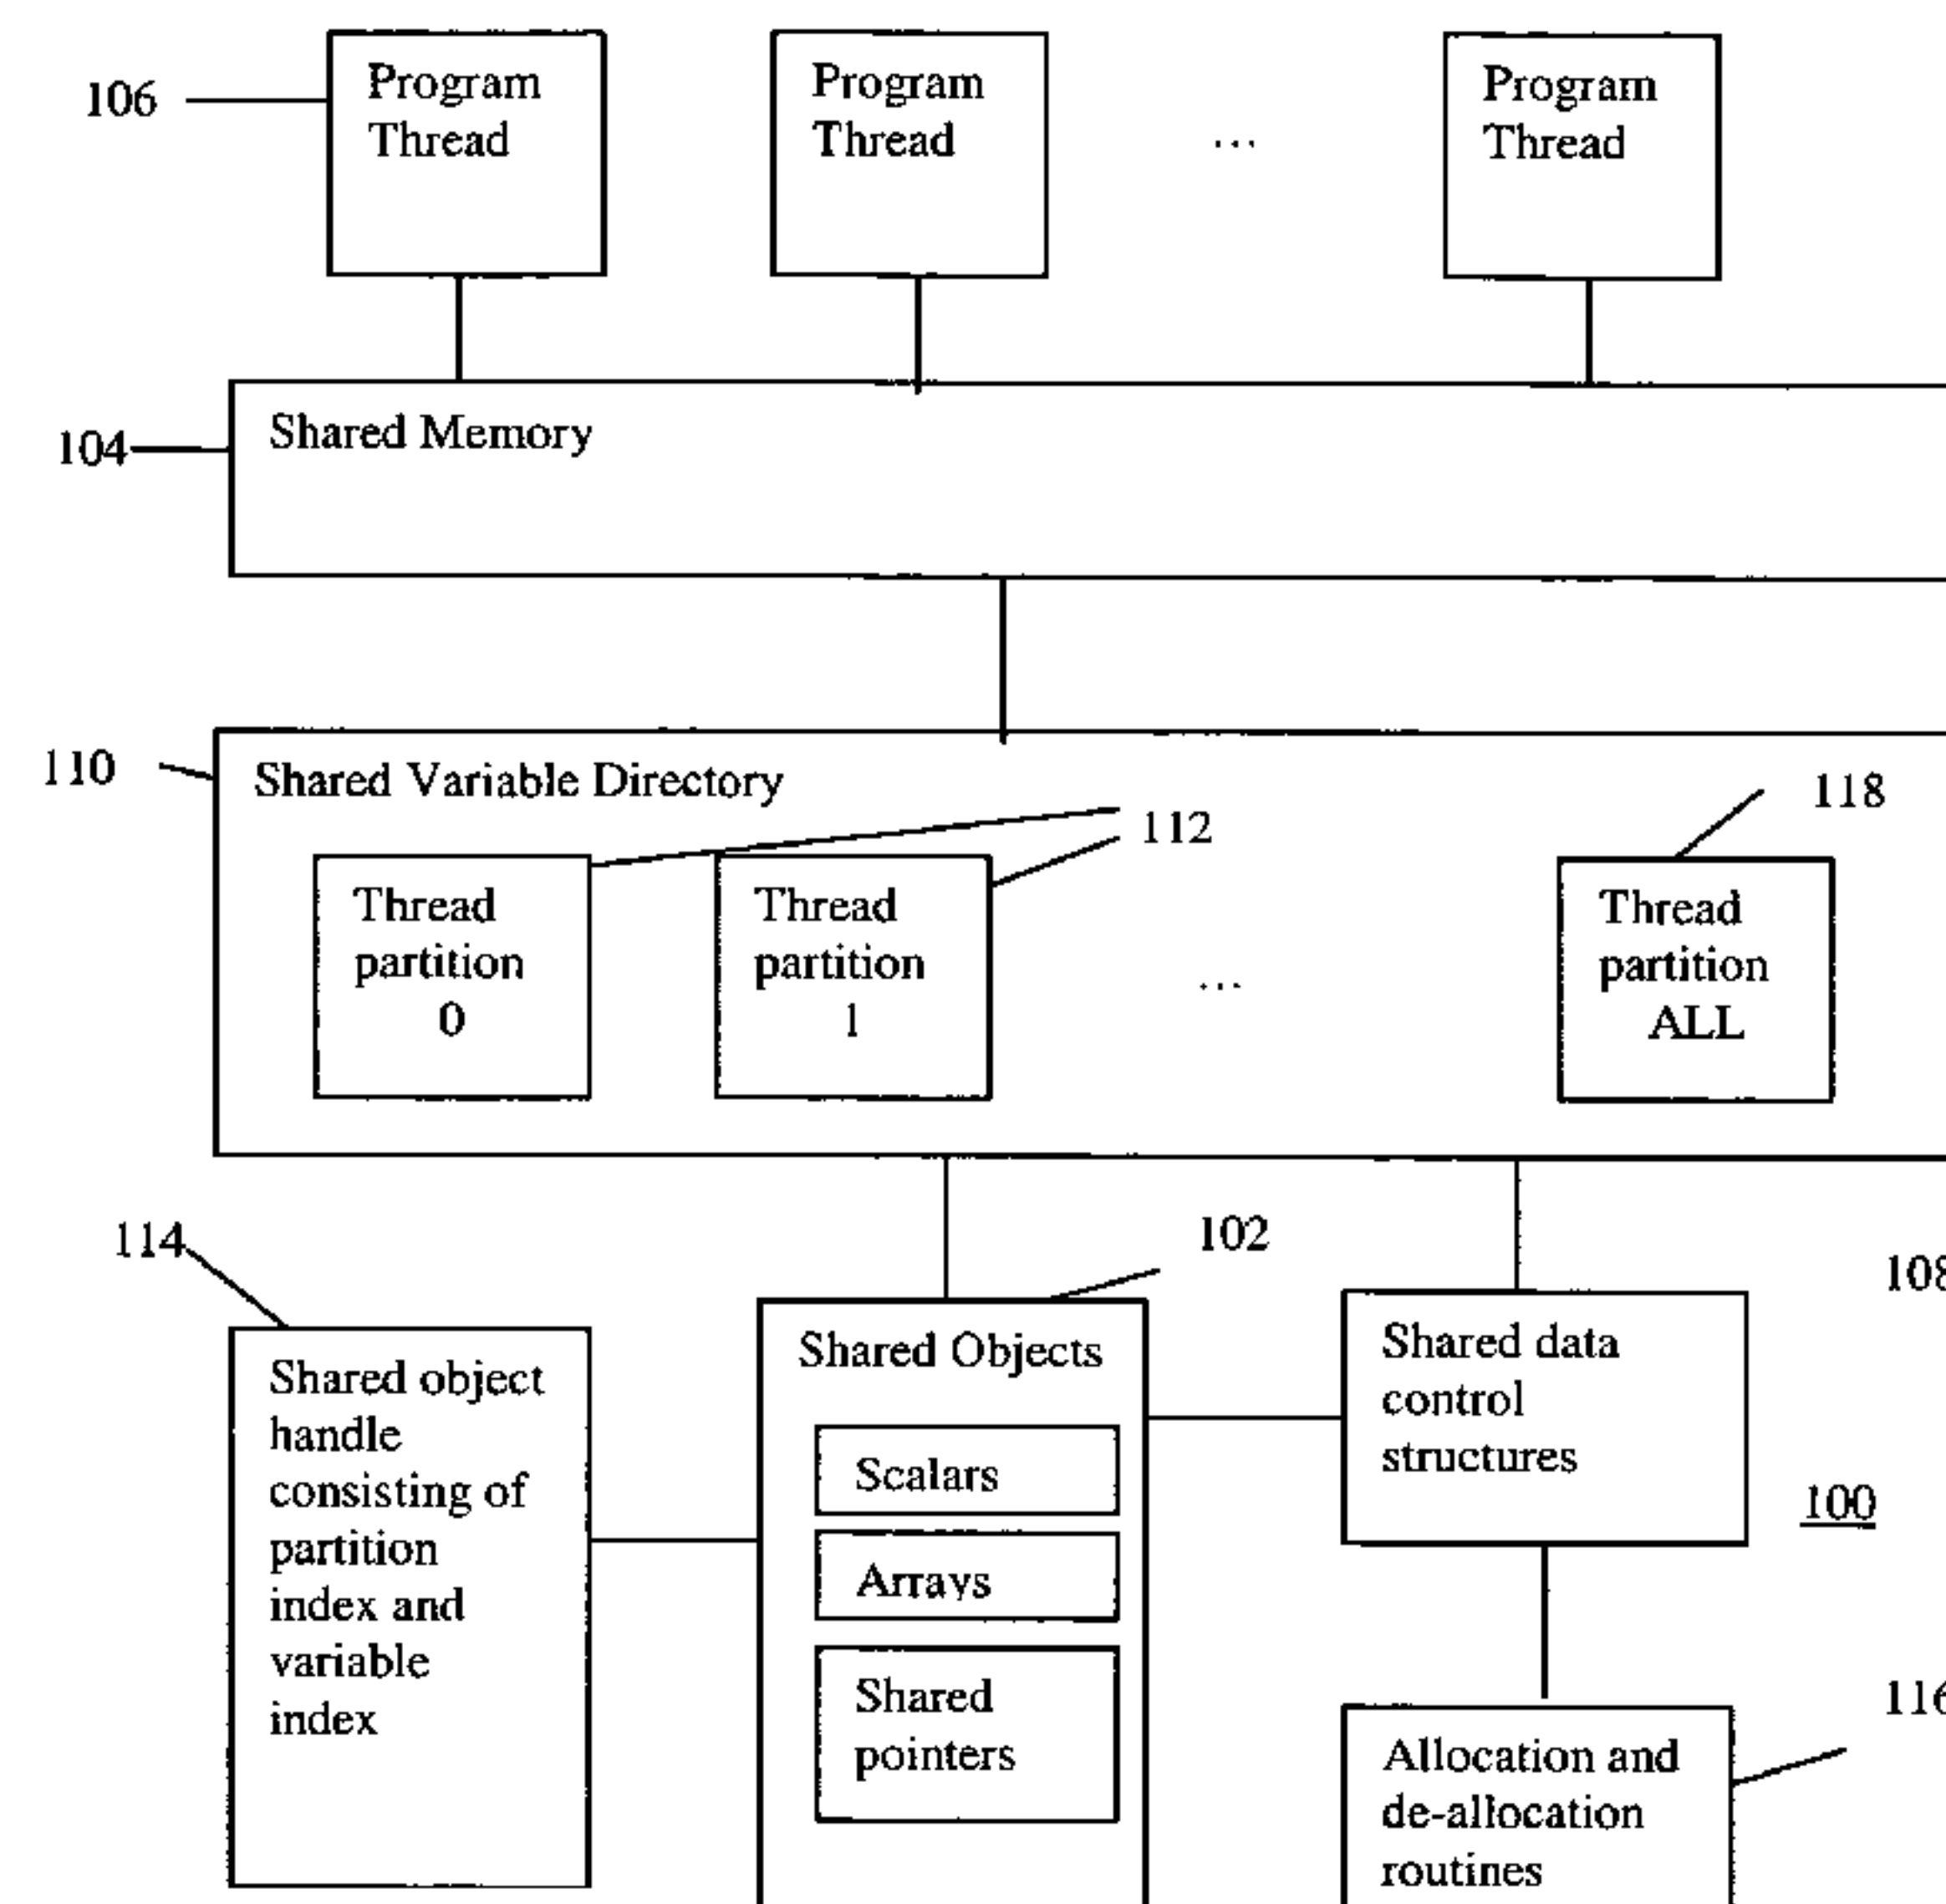 Program
Thread
Program
Thread
...
Program
Thread
106
Shared Memory
104
110
Shared Variable Directory
112
118
Thread
partition
0
Thread
partition
1
...
Thread
partition
ALL
114
102
108
Shared object
handle
consisting of
partition
index and
variable
index
Shared Objects
Scalars
Arrays
Shared
pointers
Shared data
control
structures
100
116
Allocation and
de-allocation
routines